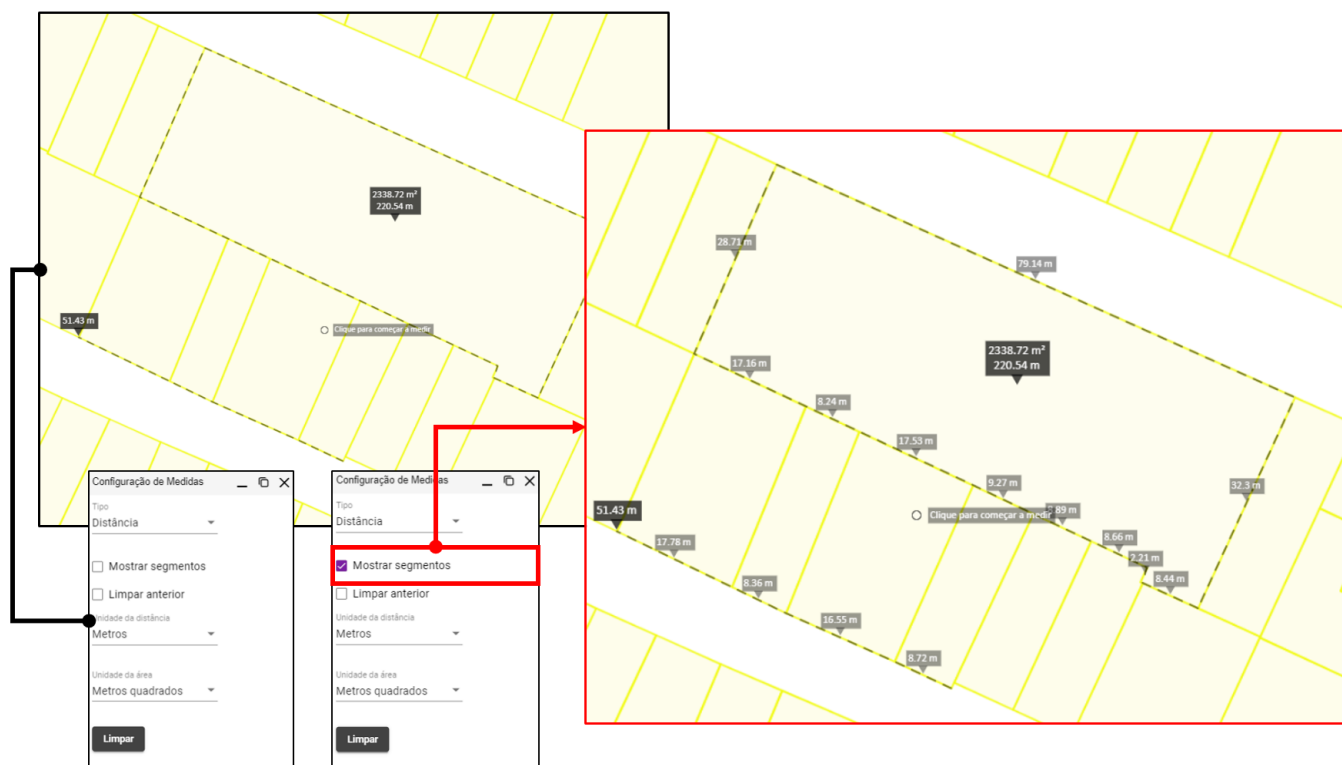 2338.72 m²
220.54 m
51.43 m
Clique para começar a medir
Configuração de Medidas
Tipo
Distância
Mostrar segmentos
Limpar anterior
Unidade da distância
Metros
Unidade da área
Metros quadrados
Limpar
Configuração de Medidas
Tipo
Distância
Mostrar segmentos
Limpar anterior
Unidade da distância
Metros
Unidade da área
Metros quadrados
Limpar
28.71 m
79.14 m
2338.72 m²
220.54 m
17.16 m
8.24 m
17.53 m
9.27 m
32.3 m
51.43 m
Clique para começar a medir
89 m
8.66 m
17.78 m
2.21 m
8.36 m
8.44 m
16.55 m
8.72 m